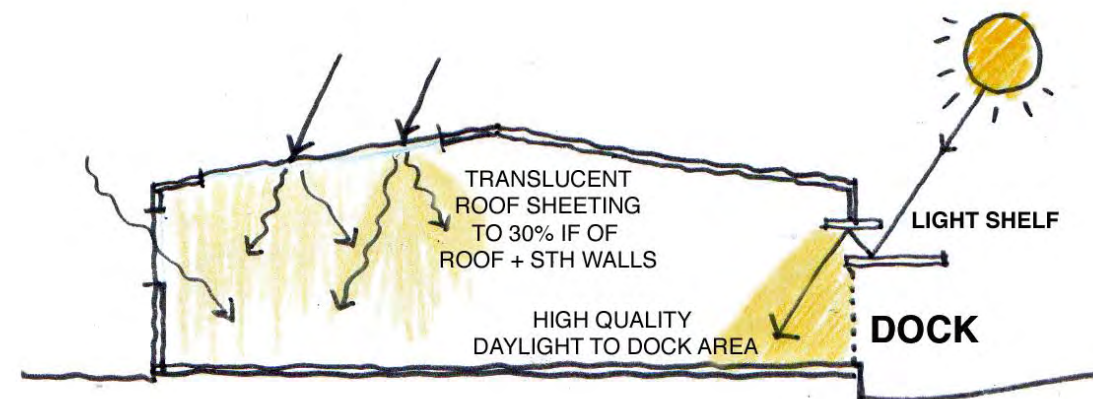 TRANSLUCENT
ROOF SHEETING
TO 30% IF OF
ROOF + STH WALLS
LIGHT SHELF
HIGH QUALITY
DAYLIGHT TO DOCK AREA
DOCK